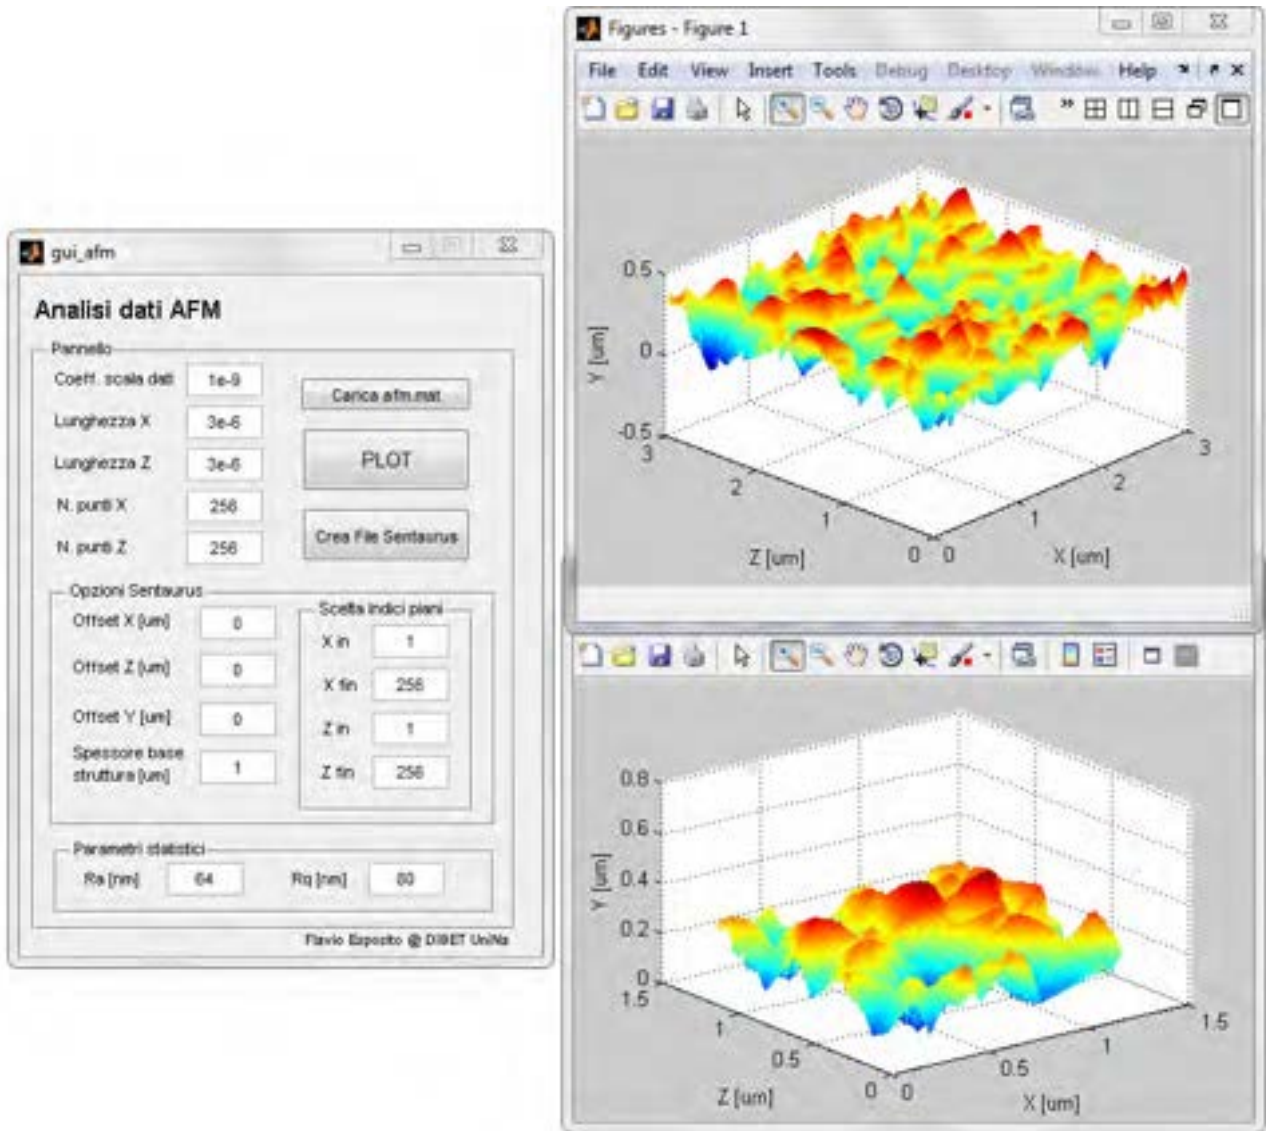 gui_afm
Analisi dati AFM
Pannello
Coeff. scala dati 1e-9
Lunghezza X 3e-6
Lunghezza Z 3e-6
N. punti X 256
N. punti Z 256
Carica afm.mat
PLOT
Crea File Sentaurus
Opzioni Sentaurus
Offset X [um] 0
Offset Z [um] 0
Offset Y [um] 0
Spessore base
struttura [um] 1
Scelta indici piani
X in 1
X fin 256
Z in 1
Z fin 256
Parametri statistici
Ra [nm] 64 Rq [nm] 80
Flavio Esposito @ DIBET UniNa
Figures - Figure 1
File Edit View Insert Tools Debug Desktop Window Help
0.5
0
-0.5
Y [um]
3
2
1
0
Z [um]
0
1
2
3
X [um]
0.8
0.6
0.4
0.2
0
Y [um]
1.5
1
0.5
0
Z [um]
0
0.5
1
1.5
X [um]